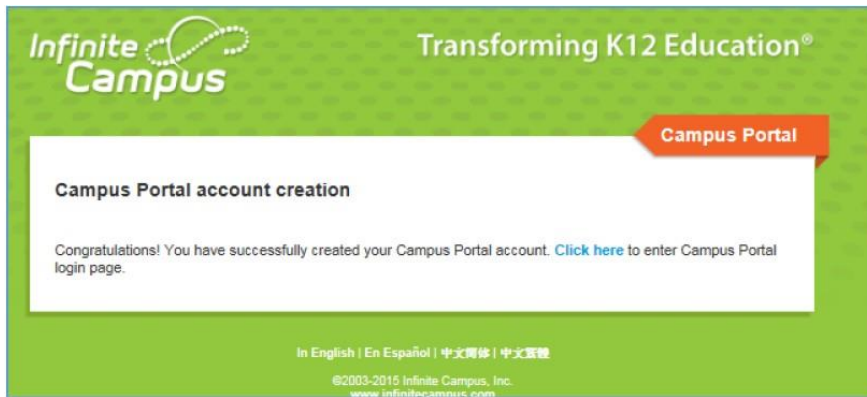 Infinite
Campus
Transforming K12 Education®
Campus Portal
Campus Portal account creation
Congratulations! You have successfully created your Campus Portal account. Click here to enter Campus Portal
login page.
In English | En Español | 中文简体 | 中文繁體
©2003-2015 Infinite Campus, Inc.
www.infinitecampus.com